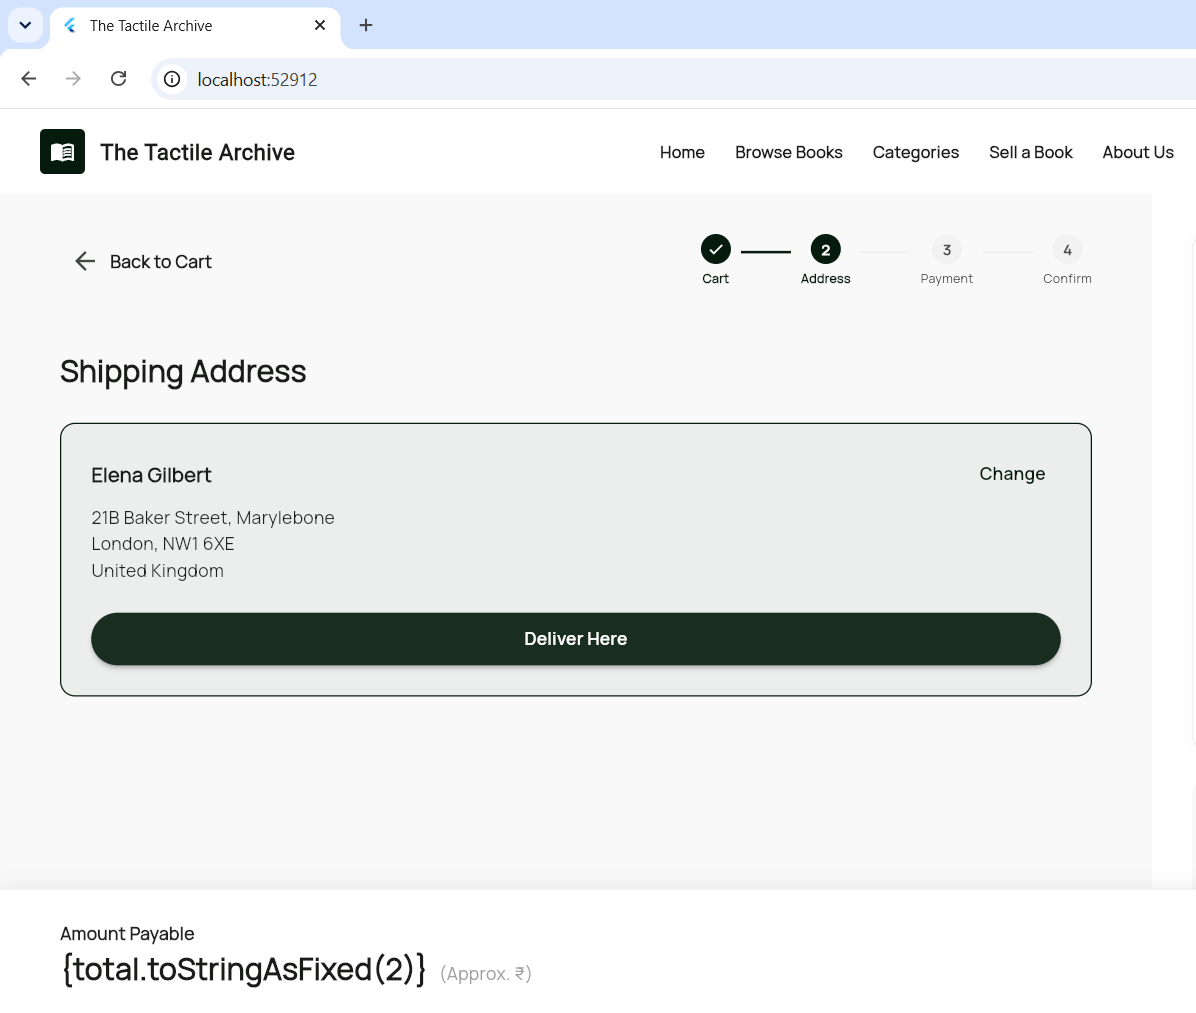 The Tactile Archive
localhost:52912
The Tactile Archive
Home Browse Books Categories Sell a Book About Us
Back to Cart
2 3 4
Cart Address Payment Confirm
Shipping Address
Elena Gilbert
Change
21B Baker Street, Marylebone
London, NW1 6XE
United Kingdom
Deliver Here
Amount Payable
{total.toStringAsFixed(2)} (Approx. ₹)